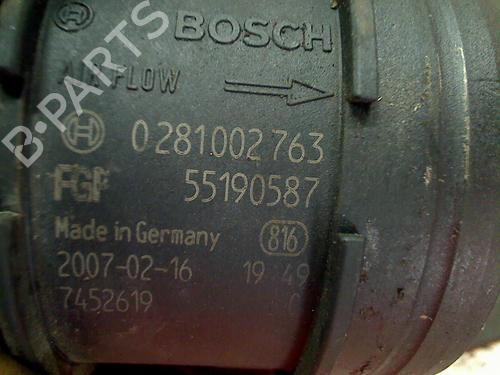 BOSCH
AIR FLOW
0 281 002 763
FGP 55190587
Made in Germany 816
2007-02-16 19 49
7452619
B-PARTS